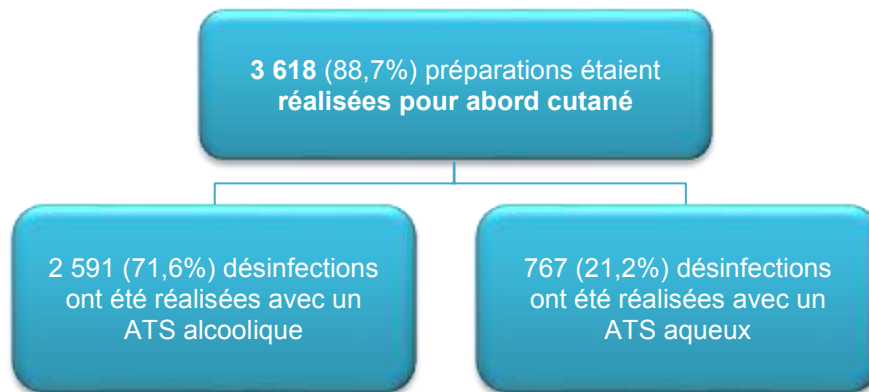 3 618 (88,7%) préparations étaient
réalisées pour abord cutané
2 591 (71,6%) désinfections
ont été réalisées avec un
ATS alcoolique
767 (21,2%) désinfections
ont été réalisées avec un
ATS aqueux